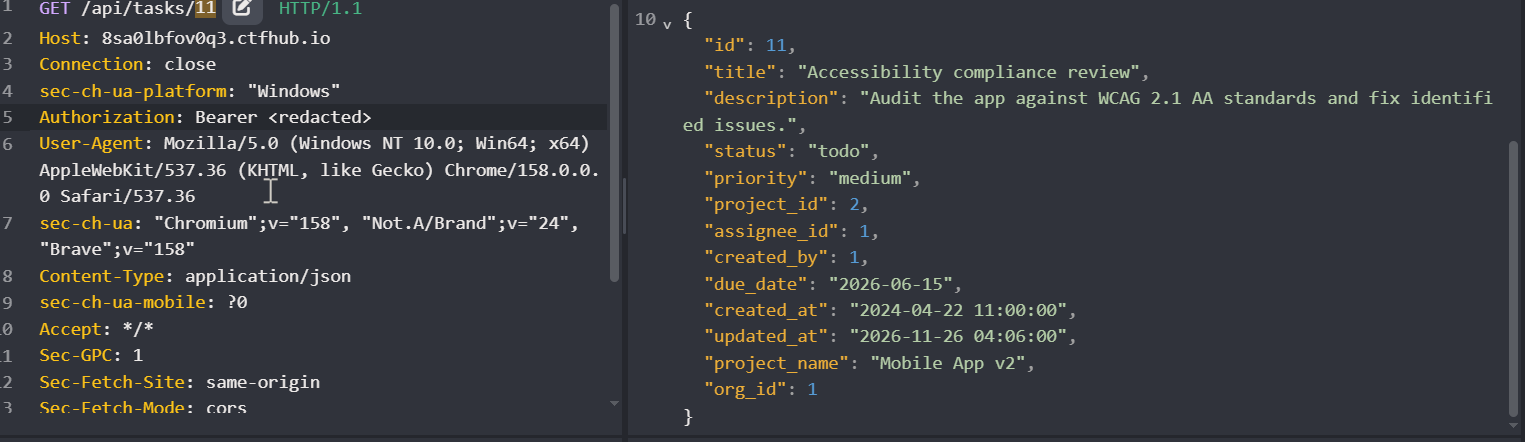 1 GET /api/tasks/11 HTTP/1.1
2 Host: 8sa0lbfov0q3.ctfhub.io
3 Connection: close
4 sec-ch-ua-platform: "Windows"
5 Authorization: Bearer <redacted>
6 User-Agent: Mozilla/5.0 (Windows NT 10.0; Win64; x64)
AppleWebKit/537.36 (KHTML, like Gecko) Chrome/158.0.0.
0 Safari/537.36
7 sec-ch-ua: "Chromium";v="158", "Not.A/Brand";v="24",
"Brave";v="158"
8 Content-Type: application/json
9 sec-ch-ua-mobile: ?0
0 Accept: */*
1 Sec-GPC: 1
2 Sec-Fetch-Site: same-origin
3 Sec-Fetch-Mode: cors
10 {
"id": 11,
"title": "Accessibility compliance review",
"description": "Audit the app against WCAG 2.1 AA standards and fix identifi
ed issues.",
"status": "todo",
"priority": "medium",
"project_id": 2,
"assignee_id": 1,
"created_by": 1,
"due_date": "2026-06-15",
"created_at": "2024-04-22 11:00:00",
"updated_at": "2026-11-26 04:06:00",
"project_name": "Mobile App v2",
"org_id": 1
}